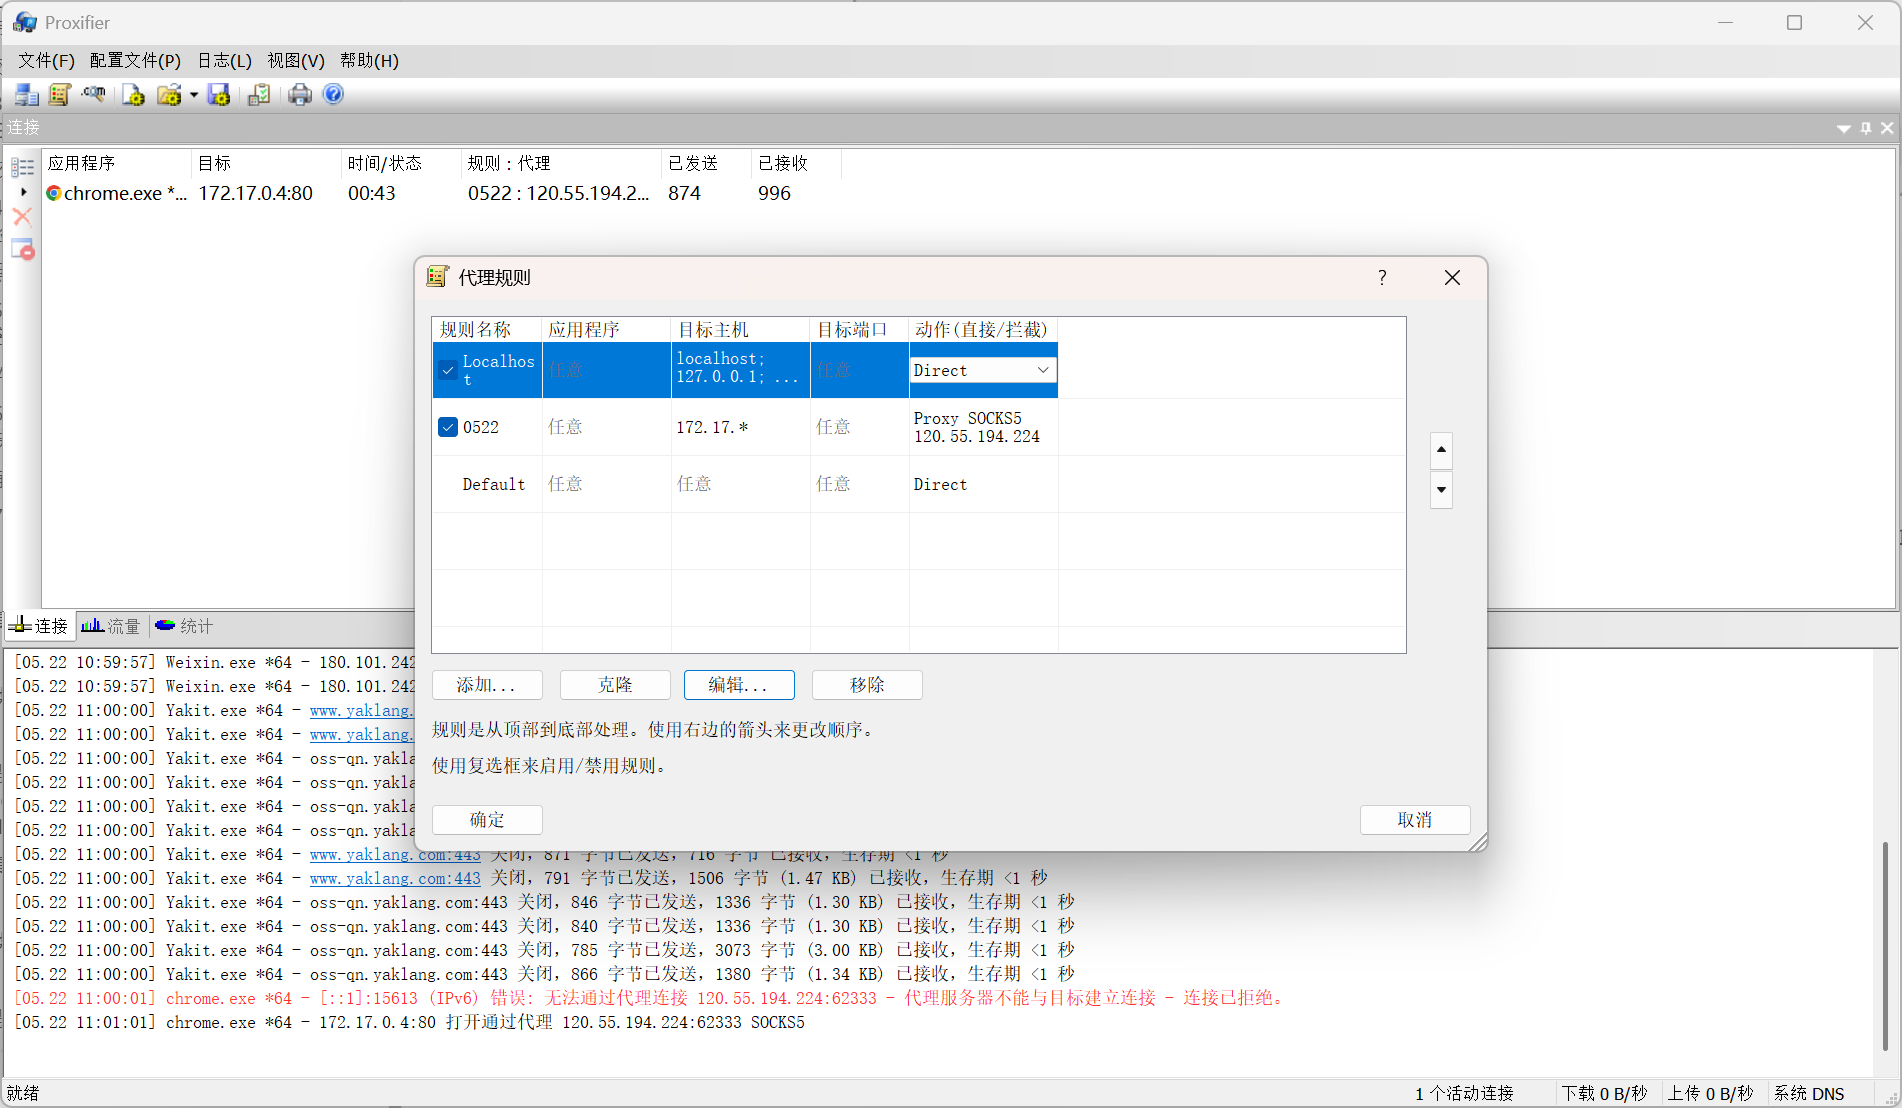 Proxifier
文件(F) 配置文件(P) 日志(L) 视图(V) 帮助(H)
连接
应用程序 目标 时间/状态 规则 : 代理 已发送 已接收
chrome.exe *... 172.17.0.4:80 00:43 0522 : 120.55.194.2... 874 996
代理规则
规则名称 应用程序 目标主机 目标端口 动作(直接/拦截)
Localhost 任意 localhost; 127.0.0.1; ... 任意 Direct
0522 任意 172.17.* 任意 Proxy SOCKS5 120.55.194.224
Default 任意 任意 任意 Direct
添加... 克隆 编辑... 移除
规则是从顶部到底部处理。使用右边的箭头来更改顺序。
使用复选框来启用/禁用规则。
确定 取消
连接 流量 统计
[05.22 10:59:57] Weixin.exe *64 - 180.101.242
[05.22 10:59:57] Weixin.exe *64 - 180.101.242
[05.22 11:00:00] Yakit.exe *64 - www.yaklang.
[05.22 11:00:00] Yakit.exe *64 - www.yaklang.
[05.22 11:00:00] Yakit.exe *64 - oss-qn.yakla
[05.22 11:00:00] Yakit.exe *64 - oss-qn.yakla
[05.22 11:00:00] Yakit.exe *64 - oss-qn.yakla
[05.22 11:00:00] Yakit.exe *64 - oss-qn.yakla
[05.22 11:00:00] Yakit.exe *64 - www.yaklang.com:443 关闭, 871 字节已发送, 716 字节 已接收, 生存期 <1 秒
[05.22 11:00:00] Yakit.exe *64 - www.yaklang.com:443 关闭, 791 字节已发送, 1506 字节 (1.47 KB) 已接收, 生存期 <1 秒
[05.22 11:00:00] Yakit.exe *64 - oss-qn.yaklang.com:443 关闭, 846 字节已发送, 1336 字节 (1.30 KB) 已接收, 生存期 <1 秒
[05.22 11:00:00] Yakit.exe *64 - oss-qn.yaklang.com:443 关闭, 840 字节已发送, 1336 字节 (1.30 KB) 已接收, 生存期 <1 秒
[05.22 11:00:00] Yakit.exe *64 - oss-qn.yaklang.com:443 关闭, 785 字节已发送, 3073 字节 (3.00 KB) 已接收, 生存期 <1 秒
[05.22 11:00:00] Yakit.exe *64 - oss-qn.yaklang.com:443 关闭, 866 字节已发送, 1380 字节 (1.34 KB) 已接收, 生存期 <1 秒
[05.22 11:00:01] chrome.exe *64 - [::1]:15613 (IPv6) 错误: 无法通过代理连接 120.55.194.224:62333 - 代理服务器不能与目标建立连接 - 连接已拒绝。
[05.22 11:01:01] chrome.exe *64 - 172.17.0.4:80 打开通过代理 120.55.194.224:62333 SOCKS5
就绪 1 个活动连接 下载 0 B/秒 上传 0 B/秒 系统 DNS